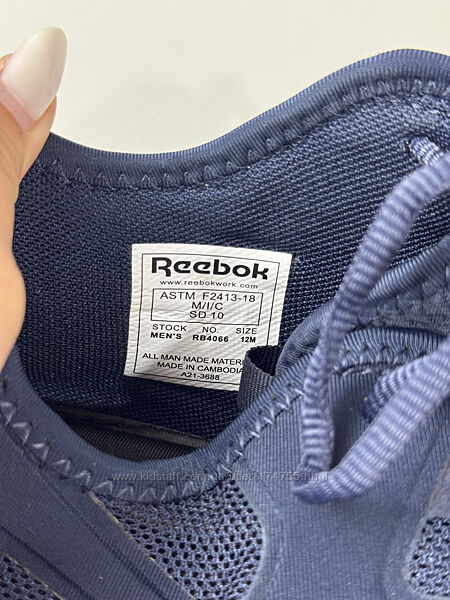 Reebok
www.reebokwork.com
ASTM F2413-18
M/I/C
SD 10
STOCK NO. SIZE
MEN'S RB4066 12M
ALL MAN MADE
MADE IN CAMBODIA
A21-3688